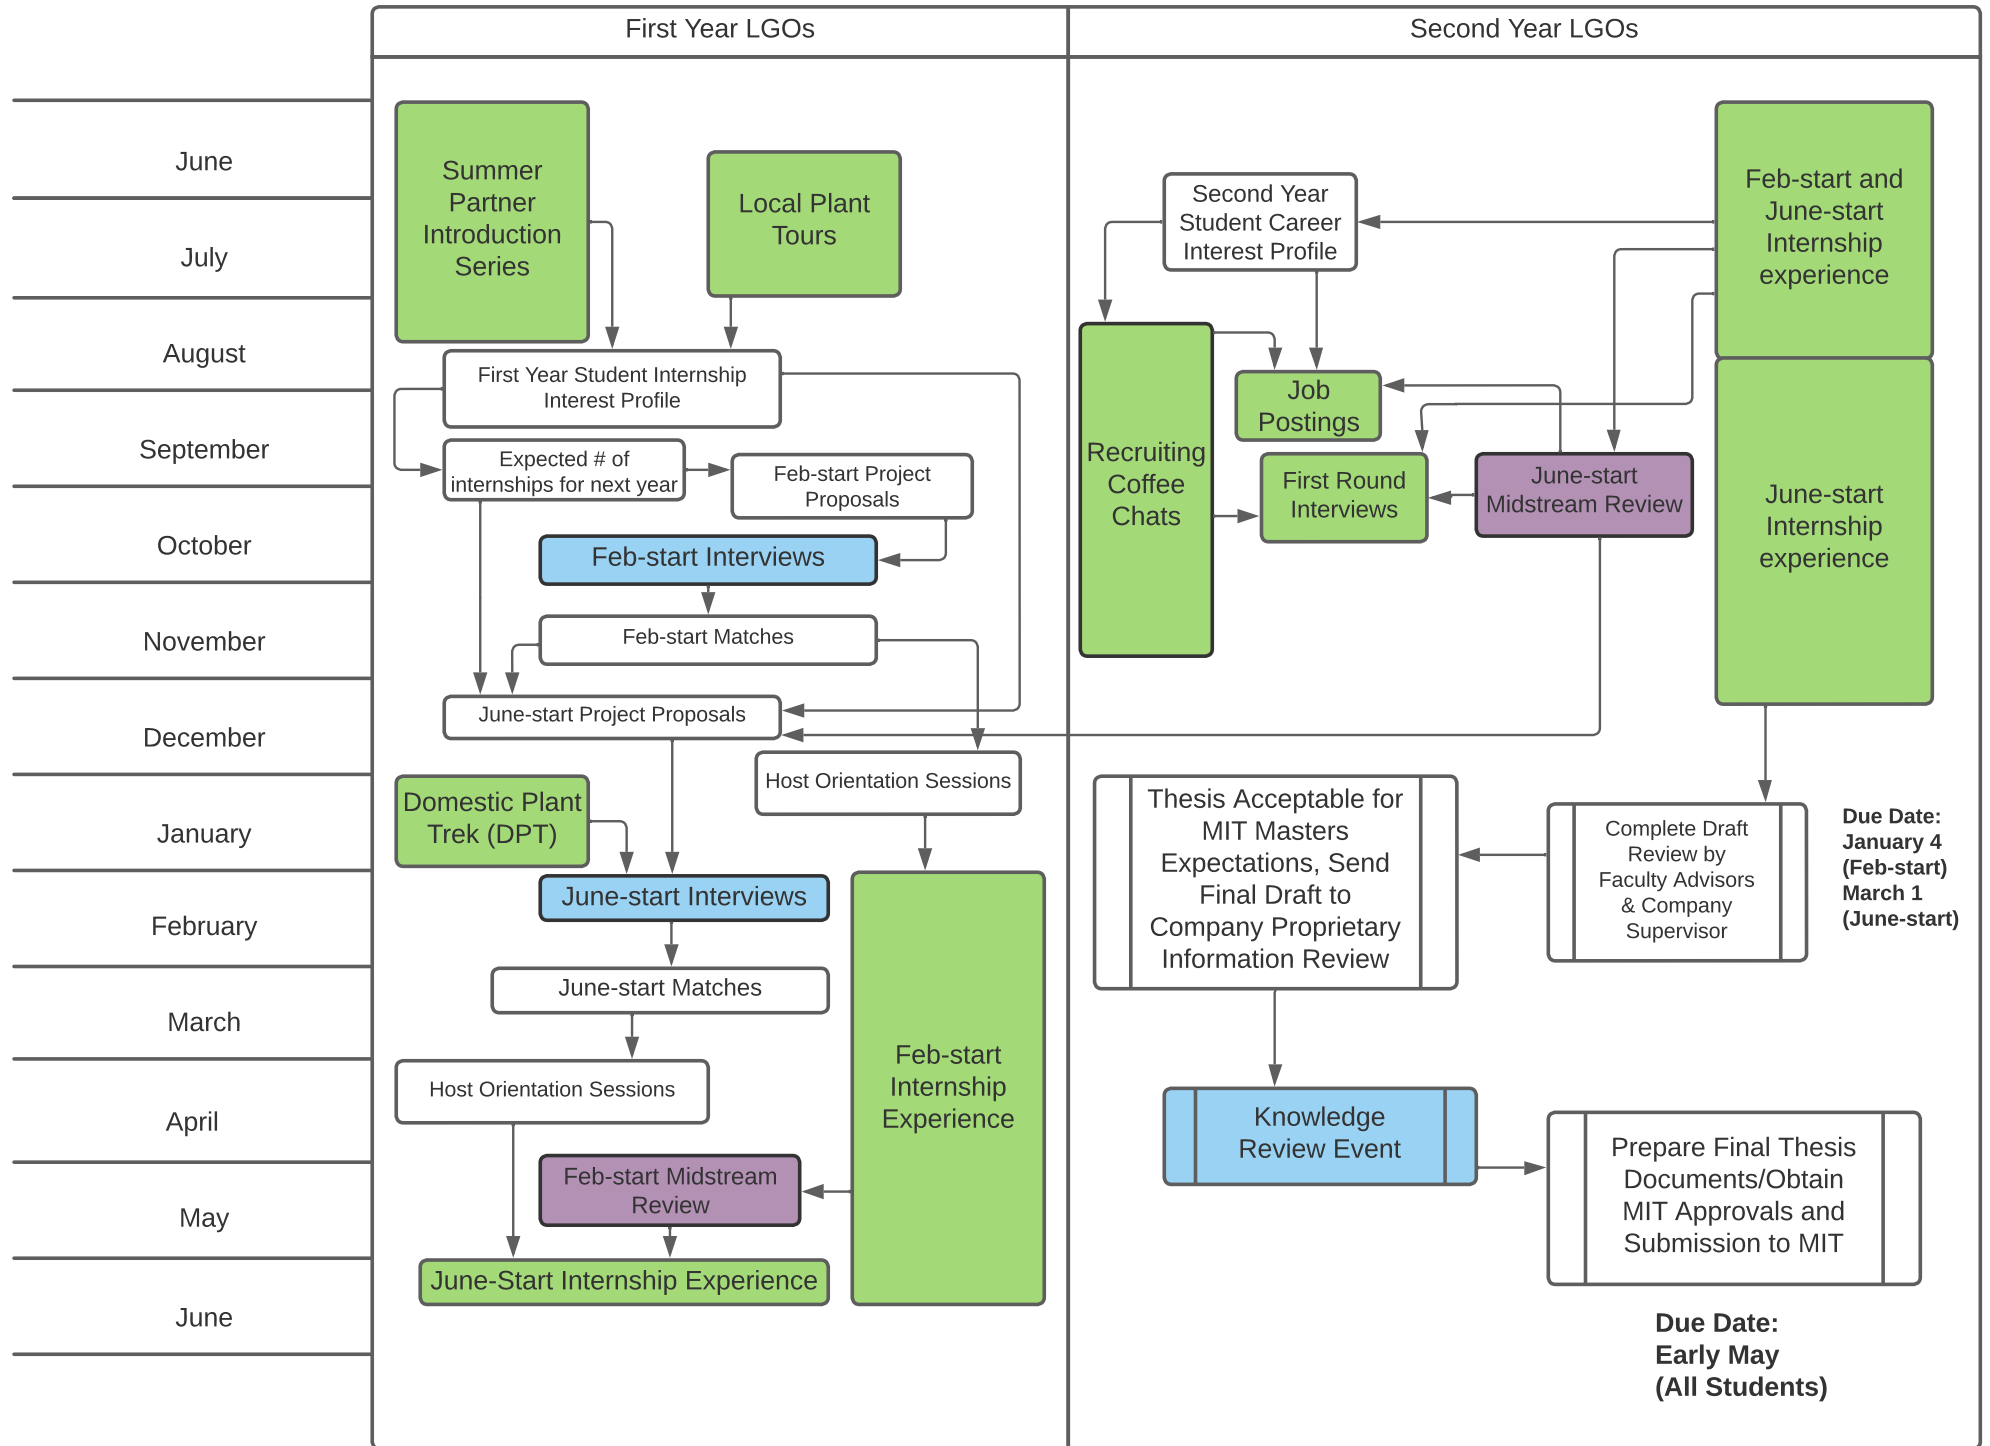 First Year LGOs
Second Year LGOs
June
July
August
September
October
November
December
January
February
March
April
May
June
Summer
Partner
Introduction
Series
Local Plant
Tours
First Year Student Internship
Interest Profile
Expected # of
internships for next year
Feb-start Project
Proposals
Feb-start Interviews
Feb-start Matches
June-start Project Proposals
Host Orientation Sessions
Domestic Plant
Trek (DPT)
June-start Interviews
June-start Matches
Host Orientation Sessions
Feb-start
Internship
Experience
Feb-start Midstream
Review
June-Start Internship Experience
Second Year
Student Career
Interest Profile
Feb-start and
June-start
Internship
experience
Recruiting
Coffee
Chats
Job
Postings
First Round
Interviews
June-start
Midstream Review
June-start
Internship
experience
Thesis Acceptable for
MIT Masters
Expectations, Send
Final Draft to
Company Proprietary
Information Review
Complete Draft
Review by
Faculty Advisors
& Company
Supervisor
Due Date:
January 4
(Feb-start)
March 1
(June-start)
Knowledge
Review Event
Prepare Final Thesis
Documents/Obtain
MIT Approvals and
Submission to MIT
Due Date:
Early May
(All Students)